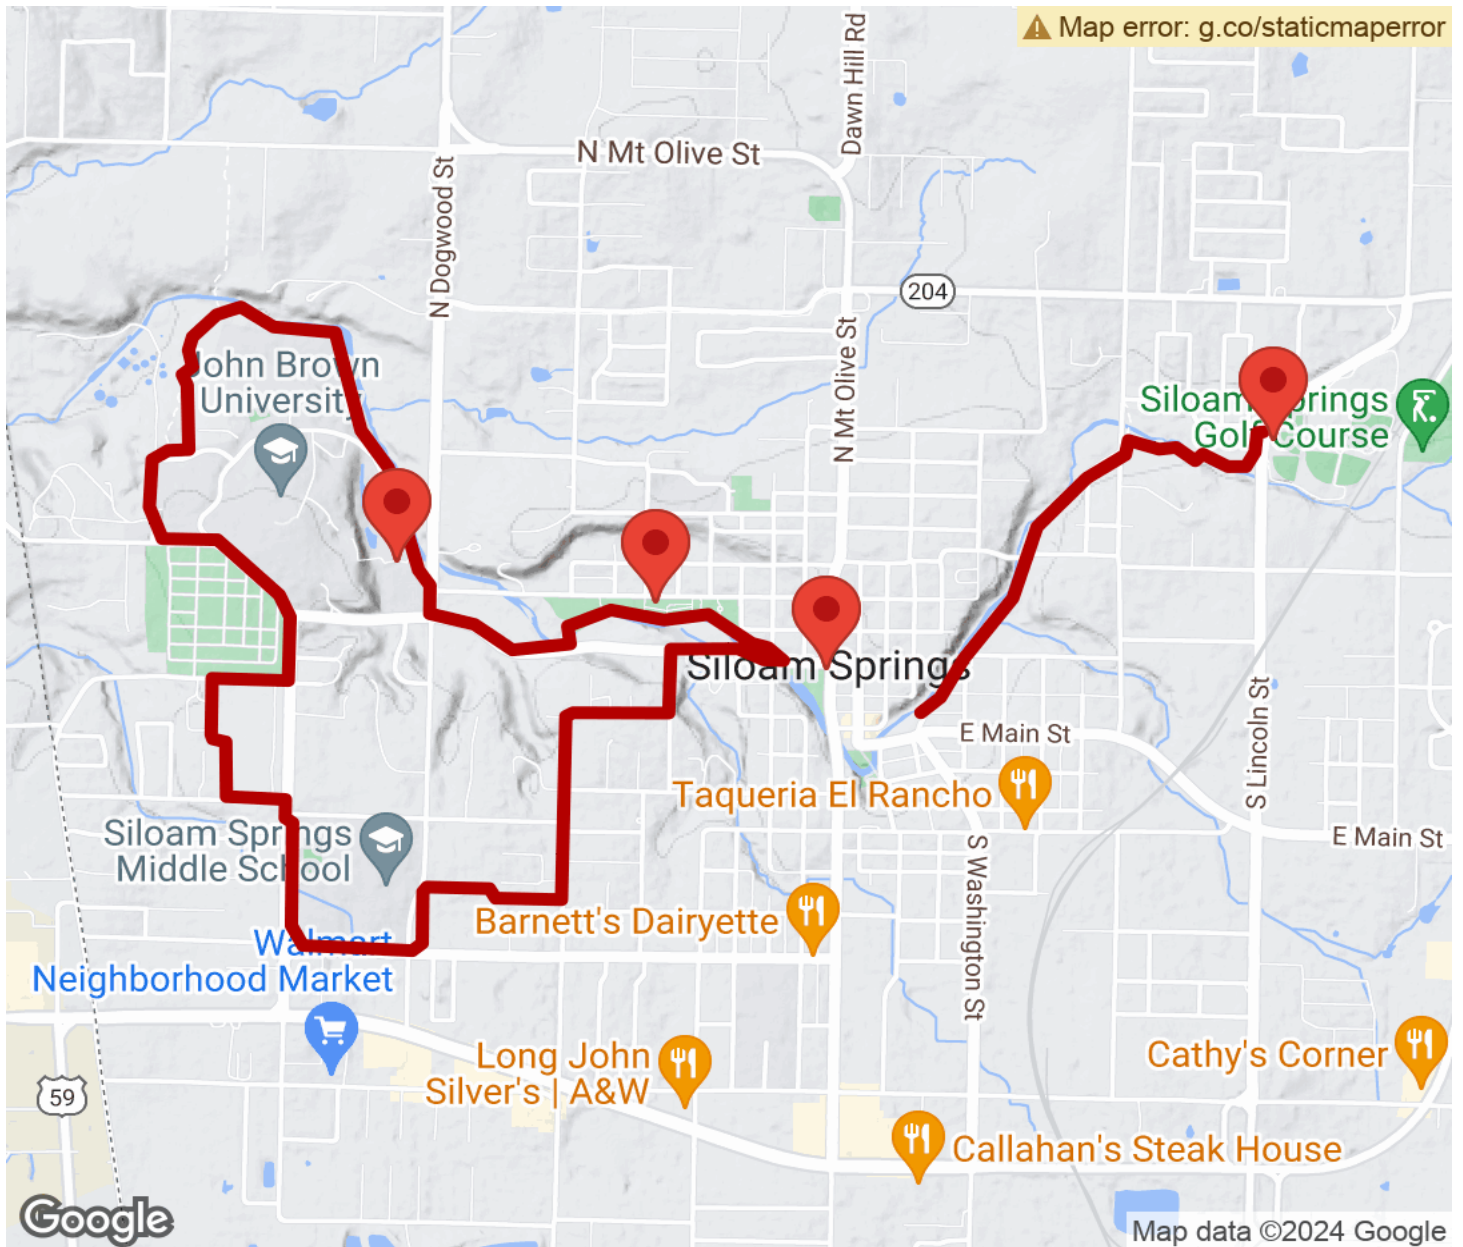 Map error: g.co/staticmaperror
Dawn Hill Rd
N Mt Olive St
N Dogwood St
204
N Mt Olive St
John Brown
University
Siloam Springs
Golf Course
Siloam Springs
E Main St
S Lincoln St
Taqueria El Rancho
Siloam Springs
Middle School
E Main St
S Washington St
Barnett's Dairyette
Walmart
Neighborhood Market
Long John
Silver's | A&W
Cathy's Corner
59
Callahan's Steak House
Google
Map data ©2024 Google